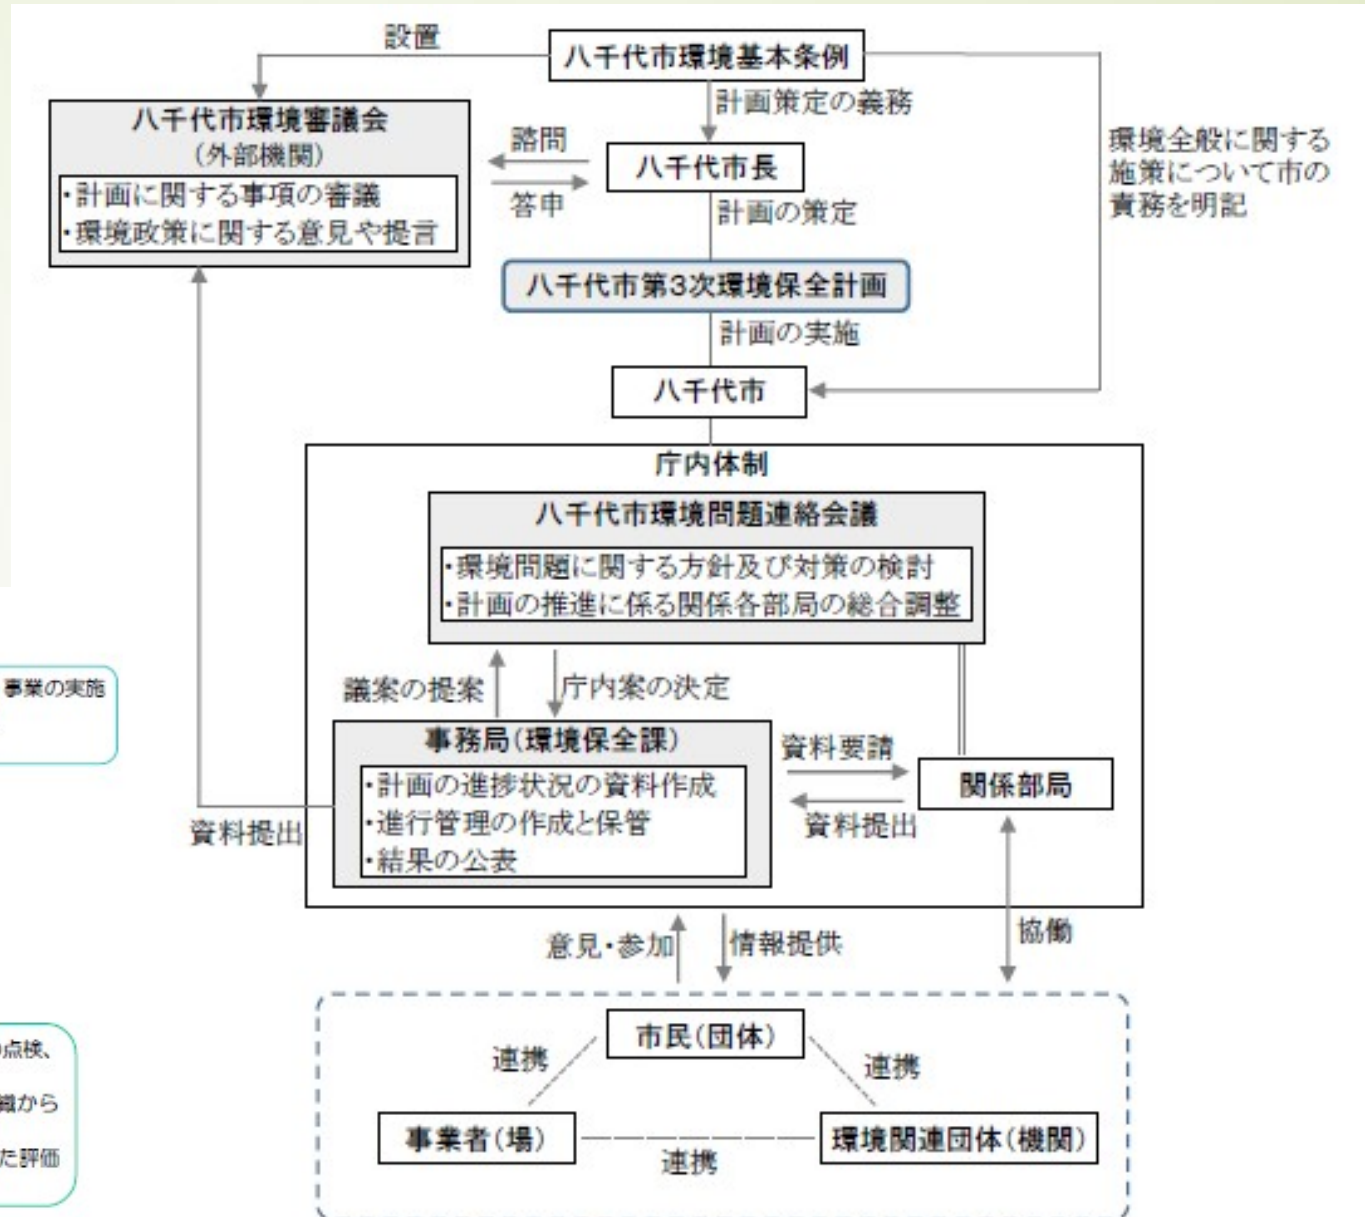 設置
八千代市環境基本条例
計画策定の義務
八千代市環境審議会
(外部機関)
・計画に関する事項の審議
・環境政策に関する意見や提言
諮問
答申
八千代市長
計画の策定
環境全般に関する
施策について市の
責務を明記
八千代市第3次環境保全計画
計画の実施
八千代市
庁内体制
八千代市環境問題連絡会議
・環境問題に関する方針及び対策の検討
・計画の推進に係る関係各部局の総合調整
事業の実施
議案の提案
庁内案の決定
事務局(環境保全課)
・計画の進捗状況の資料作成
・進行管理の作成と保管
・結果の公表
資料要請
資料提出
関係部局
資料提出
意見・参加
情報提供
協働
点検、
織から
た評価
市民(団体)
連携
連携
事業者(場)
連携
環境関連団体(機関)